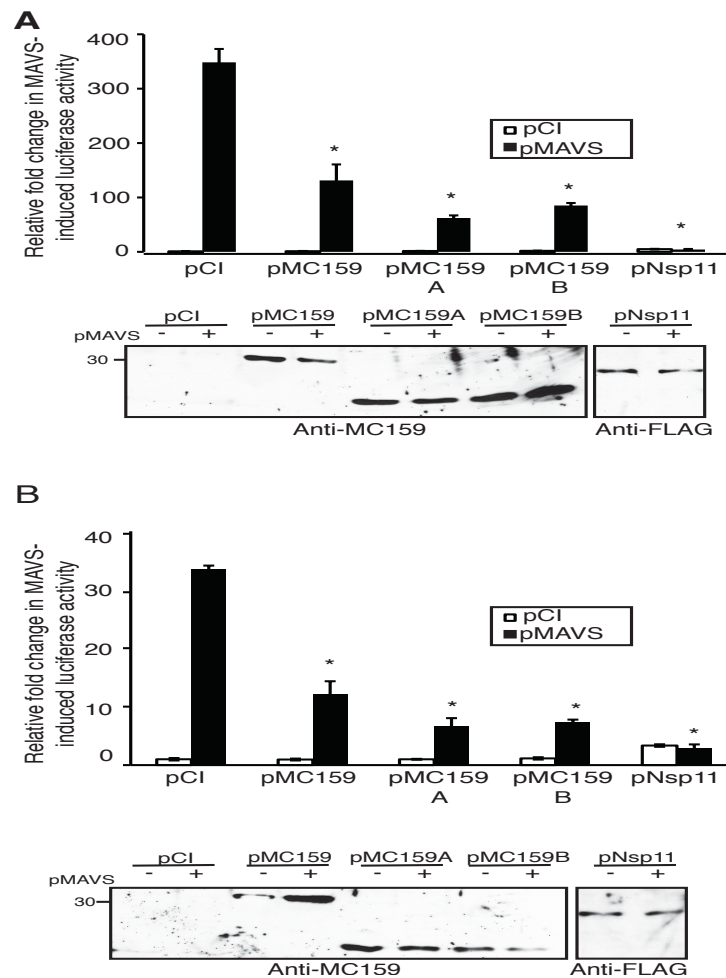 A
Relative fold change in MAVS-
induced luciferase activity
400
300
200
100
0
pCI
pMAVS
*
*
*
*
pCI pMC159 pMC159 pMC159 pNsp11
A B
pCI pMC159 pMC159A pMC159B pNsp11
pMAVS - + - + - + - + - +
30
Anti-MC159 Anti-FLAG
B
Relative fold change in MAVS-
induced luciferase activity
40
30
20
10
0
pCI
pMAVS
*
*
*
*
pCI pMC159 pMC159 pMC159 pNsp11
A B
pCI pMC159 pMC159A pMC159B pNsp11
pMAVS - + - + - + - + - +
30
Anti-MC159 Anti-FLAG